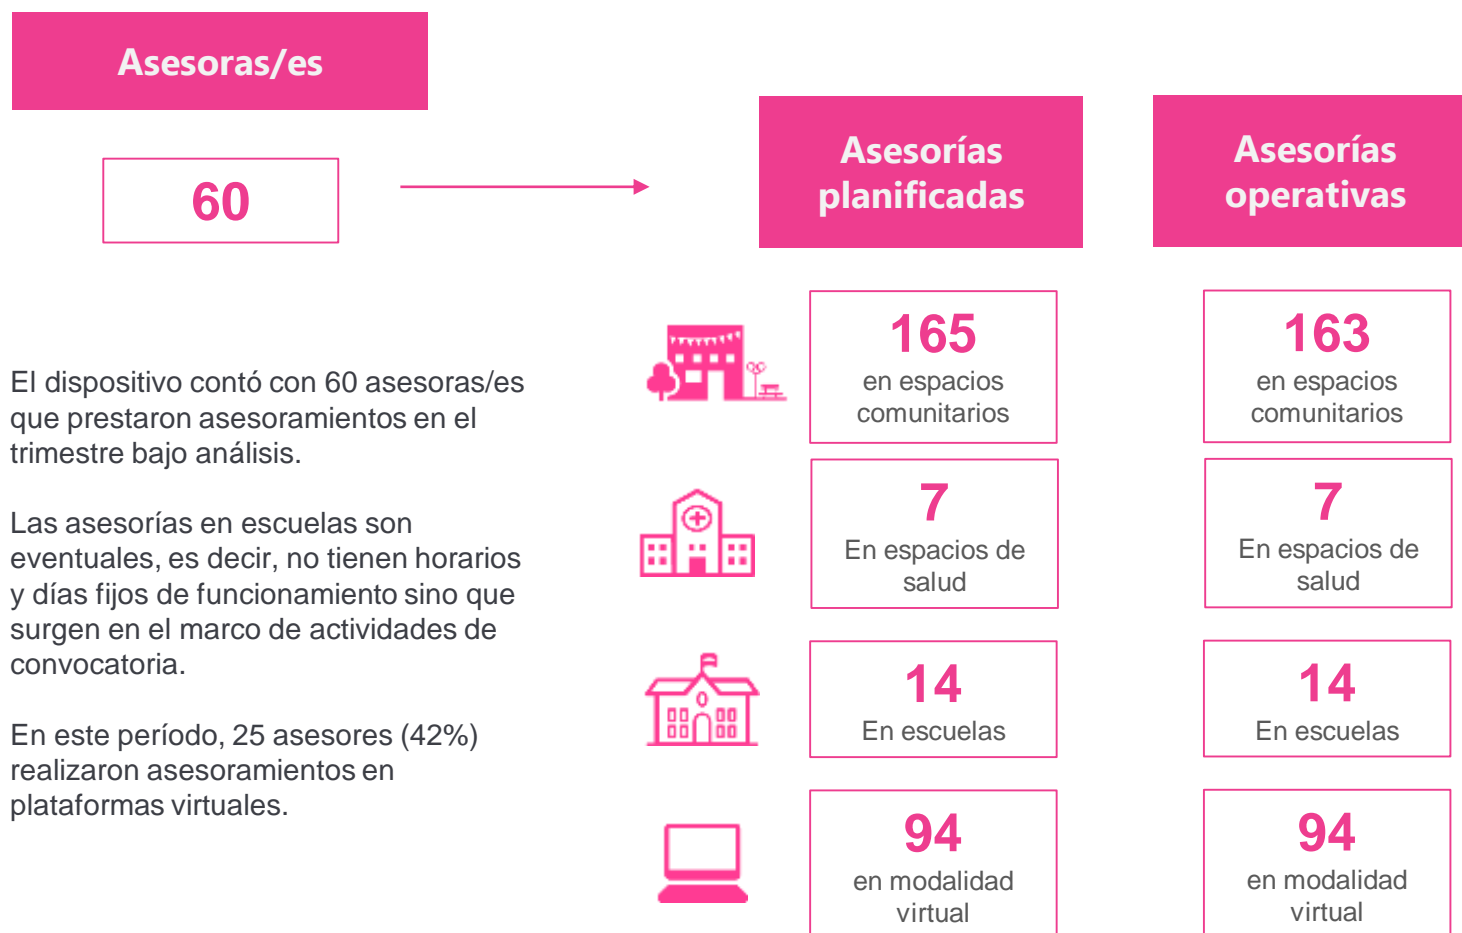 Asesoras/es
60
El dispositivo contó con 60 asesoras/es
que prestaron asesoramientos en el
trimestre bajo análisis.
Las asesorías en escuelas son
eventuales, es decir, no tienen horarios
y días fijos de funcionamiento sino que
surgen en el marco de actividades de
convocatoria.
En este período, 25 asesores (42%)
realizaron asesoramientos en
plataformas virtuales.
Asesorías
planificadas
165
en espacios
comunitarios
7
En espacios de
salud
14
En escuelas
94
en modalidad
virtual
Asesorías
operativas
163
en espacios
comunitarios
7
En espacios de
salud
14
En escuelas
94
en modalidad
virtual